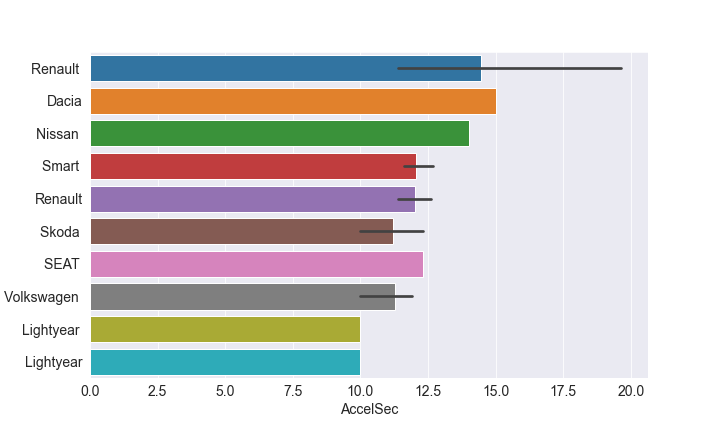 Renault
Dacia
Nissan
Smart
Renault
Skoda
SEAT
Volkswagen
Lightyear
Lightyear
0.0 2.5 5.0 7.5 10.0 12.5 15.0 17.5 20.0
AccelSec